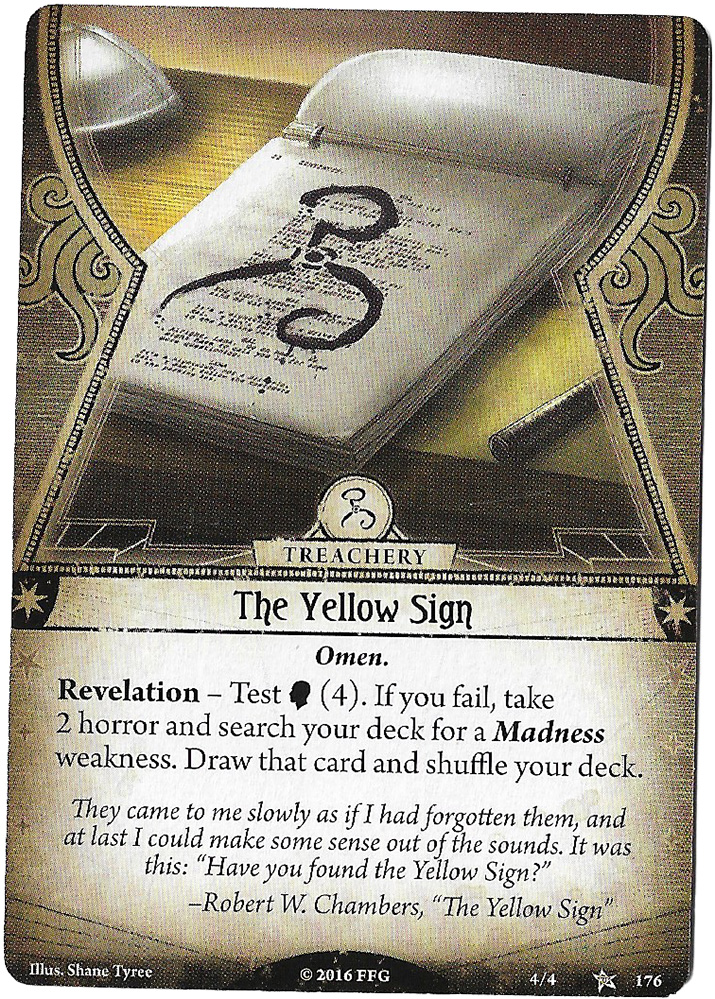 TREACHERY
The Yellow Sign
Omen.
Revelation – Test (4). If you fail, take
2 horror and search your deck for a Madness
weakness. Draw that card and shuffle your deck.
They came to me slowly as if I had forgotten them, and
at last I could make some sense out of the sounds. It was
this: “Have you found the Yellow Sign?”
–Robert W. Chambers, “The Yellow Sign”
Illus. Shane Tyree
© 2016 FFG
4/4
176